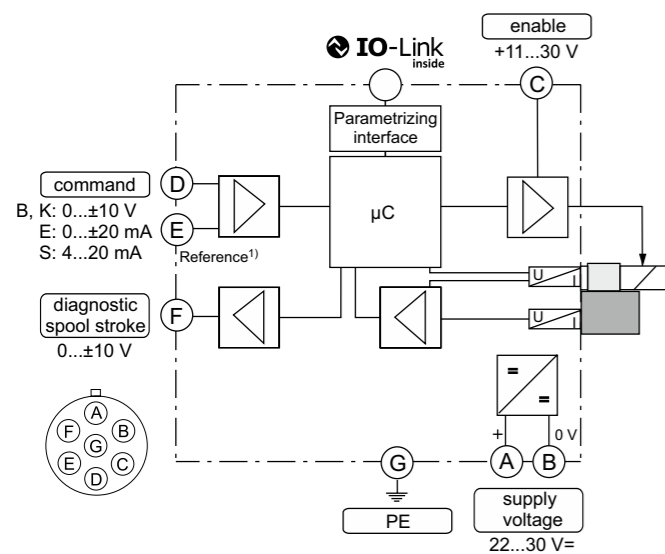 IO-Link
inside
enable
+11...30 V
C
Parametrizing
interface
command
B, K: 0...±10 V
E: 0...±20 mA
S: 4...20 mA
D
E
Reference¹⁾
µC
diagnostic
spool stroke
0...±10 V
F
U
I
U
I
=
=
+
0 V
A
B
G
PE
supply
voltage
22...30 V=
A
F
B
G
E
C
D